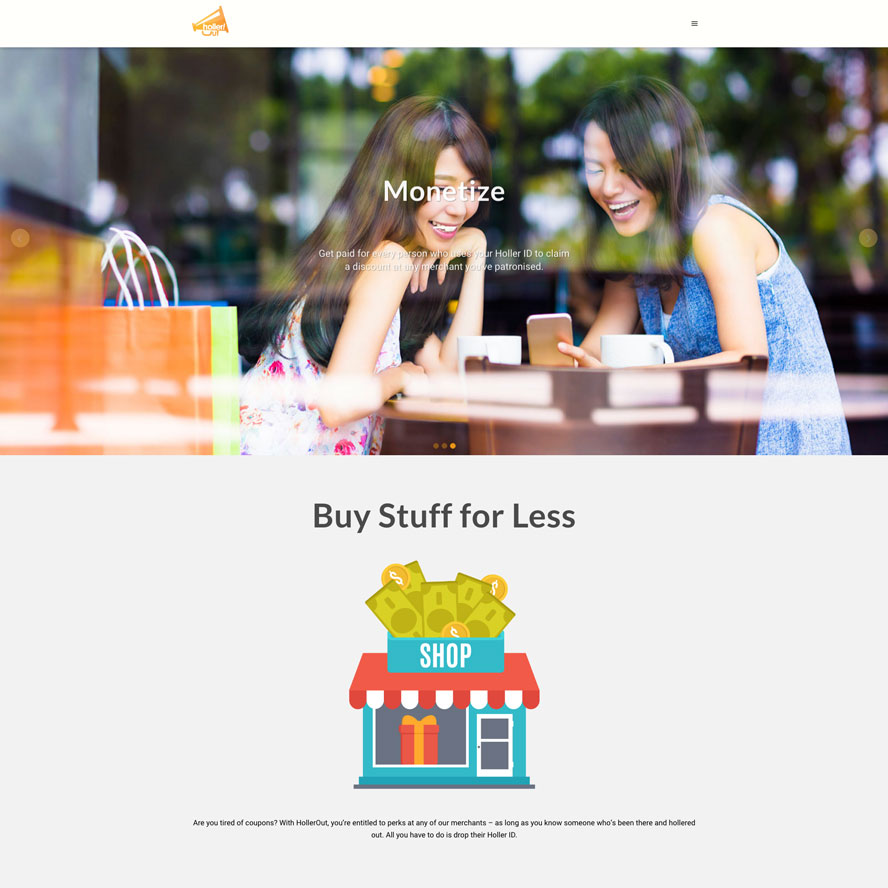 holler!
out
Monetize
Get paid for every person who uses your Holler ID to claim
a discount at any merchant you've patronised.
Buy Stuff for Less
SHOP
Are you tired of coupons? With HollerOut, you're entitled to perks at any of our merchants – as long as you know someone who's been there and hollered
out. All you have to do is drop their Holler ID.